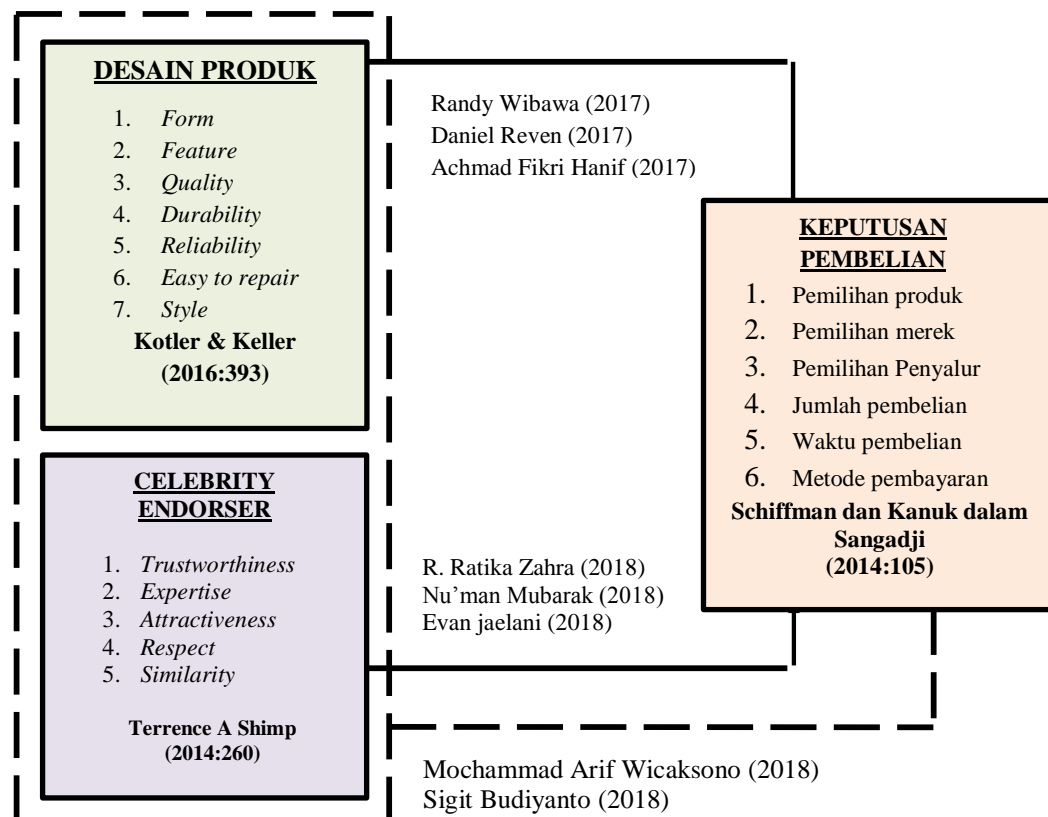 DESAIN PRODUK
1. Form
2. Feature
3. Quality
4. Durability
5. Reliability
6. Easy to repair
7. Style
Kotler & Keller
(2016:393)
Randy Wibawa (2017)
Daniel Reven (2017)
Achmad Fikri Hanif (2017)
KEPUTUSAN
PEMBELIAN
1. Pemilihan produk
2. Pemilihan merek
3. Pemilihan Penyalur
4. Jumlah pembelian
5. Waktu pembelian
6. Metode pembayaran
Schiffman dan Kanuk dalam
Sangadji
(2014:105)
CELEBRITY
ENDORSER
1. Trustworthiness
2. Expertise
3. Attractiveness
4. Respect
5. Similarity
Terrence A Shimp
(2014:260)
R. Ratika Zahra (2018)
Nu’man Mubarak (2018)
Evan jaelani (2018)
Mochammad Arif Wicaksono (2018)
Sigit Budiyanto (2018)